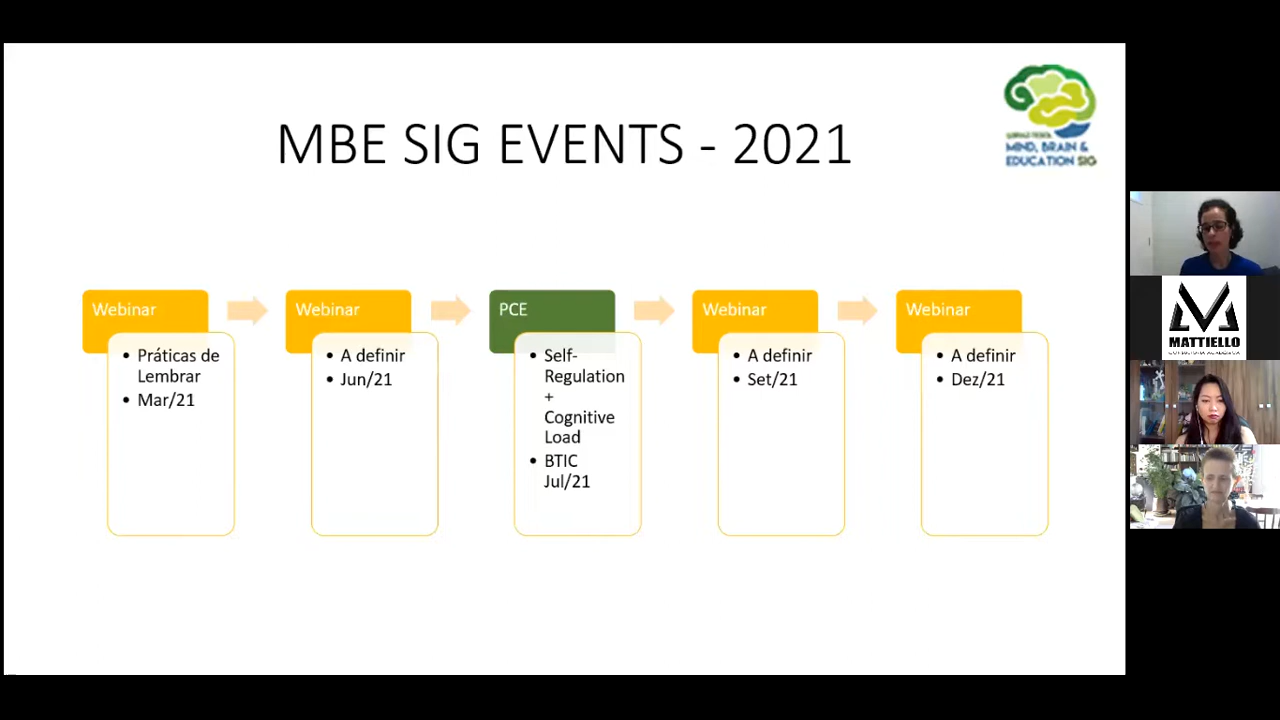 MBE SIG EVENTS - 2021
MIND, BRAIN &
EDUCATION SIG
Webinar
• Práticas de
Lembrar
• Mar/21
Webinar
• A definir
• Jun/21
PCE
• Self-
Regulation
+
Cognitive
Load
• BTIC
Jul/21
Webinar
• A definir
• Set/21
Webinar
• A definir
• Dez/21
MATTIELLO